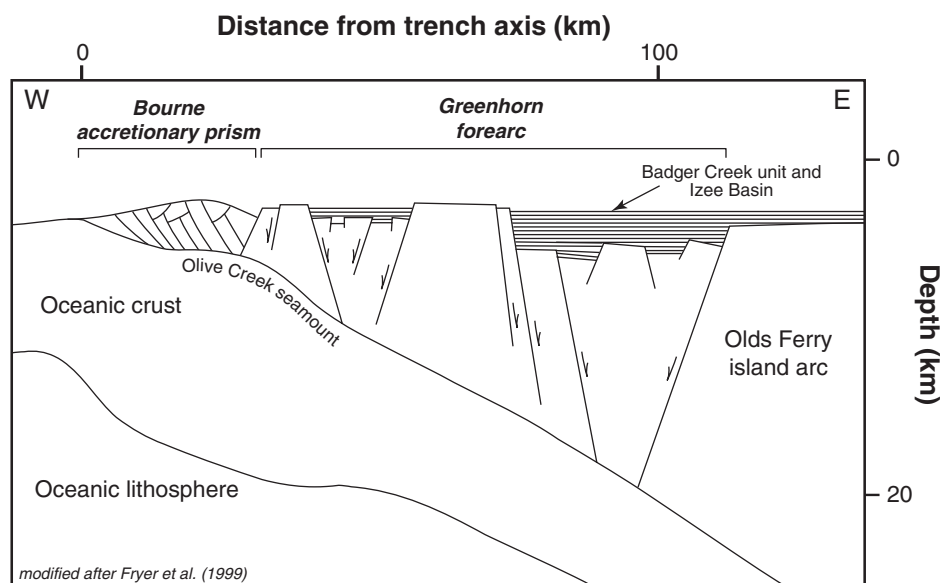 Distance from trench axis (km)
0
100
W
E
Bourne
accretionary prism
Greenhorn
forearc
0
Badger Creek unit and
Izee Basin
Olive Creek seamount
Oceanic crust
Depth (km)
Olds Ferry
island arc
Oceanic lithosphere
20
modified after Fryer et al. (1999)